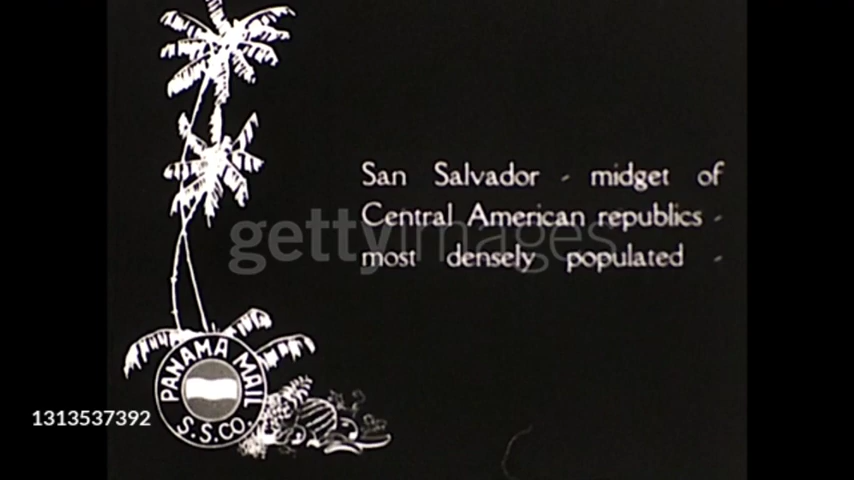 San Salvador - midget of
Central American republics -
most densely populated -
gettyimages
PANAMA MAIL
S.S.CO.
1313537392